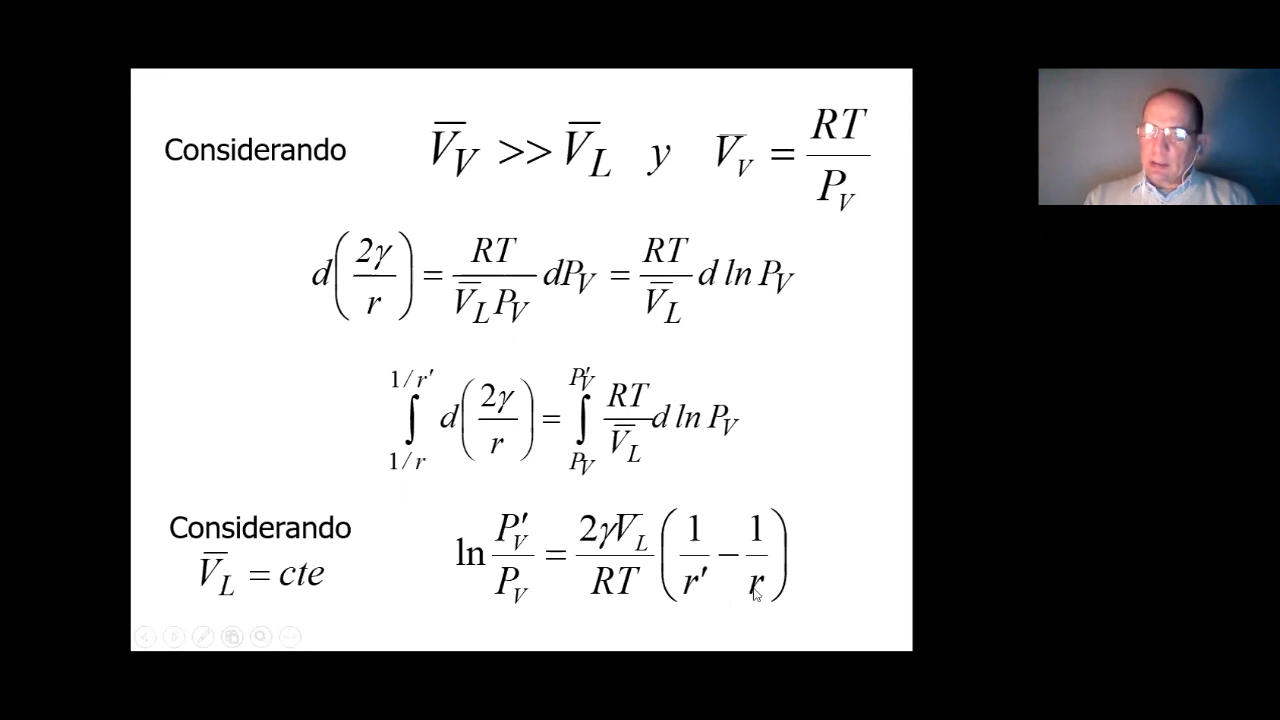 Considerando V̅_V >> V̅_L y V̅_V = RT / P_V
d(2γ / r) = RT / (V̅_L P_V) dP_V = RT / V̅_L d ln P_V
∫_{1/r}^{1/r′} d(2γ / r) = ∫_{P_V}^{P′_V} RT / V̅_L d ln P_V
Considerando
V̅_L = cte
ln P′_V / P_V = 2γV̅_L / RT (1 / r′ − 1 / r)